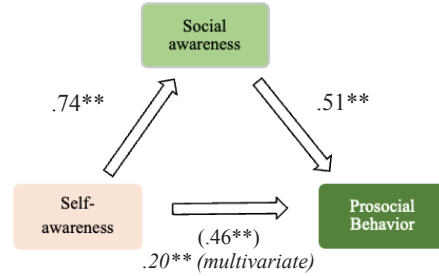 Social
awareness
.74**
.51**
Self-
awareness
(.46**)
.20** (multivariate)
Prosocial
Behavior